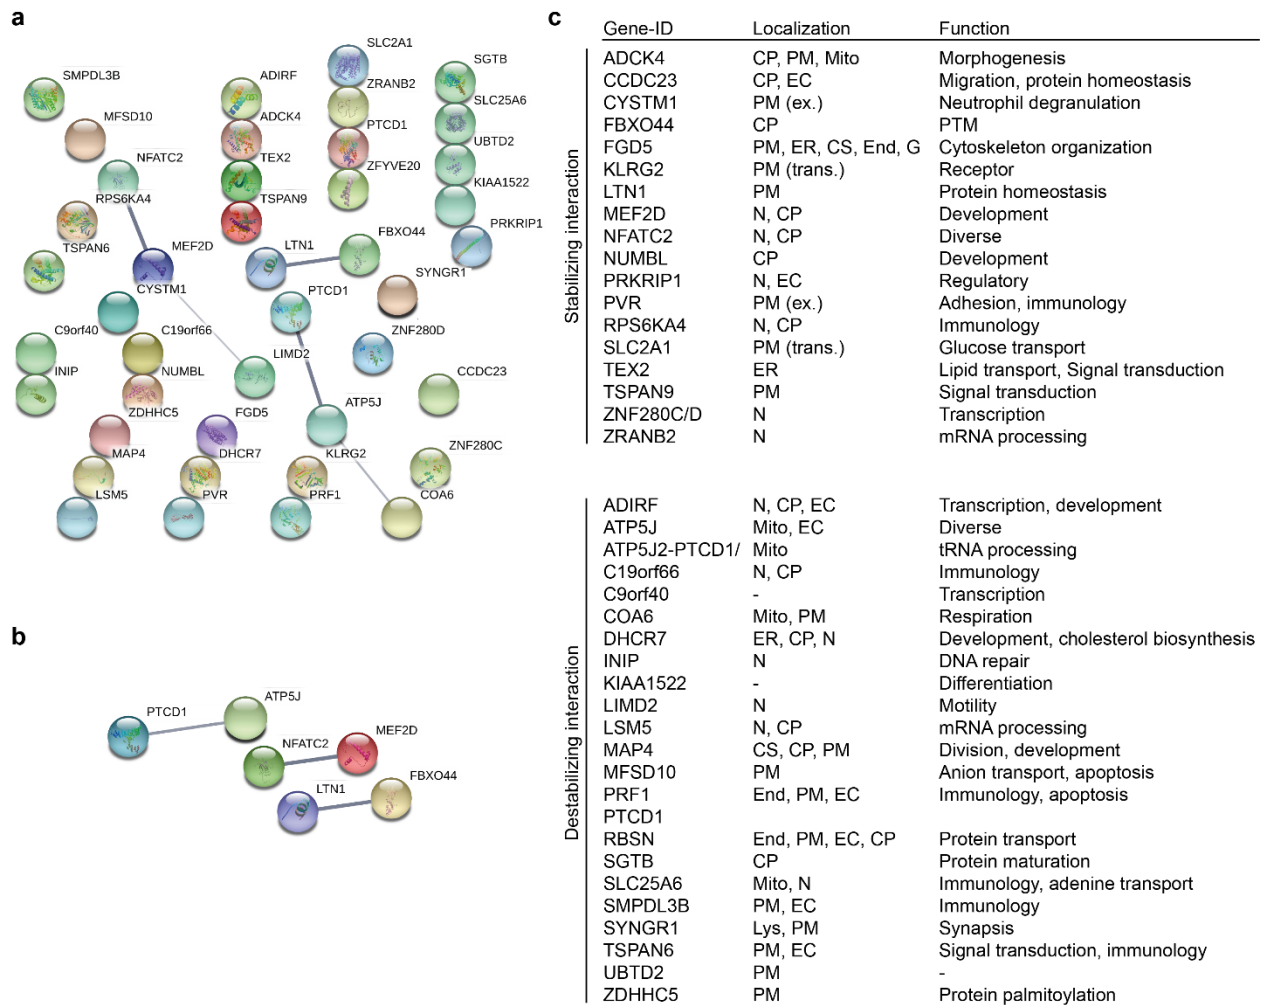 a
SMPDL3B
MFSD10
NFATC2
RPS6KA4
TSPAN6
MEF2D
CYSTM1
C9orf40
C19orf66
INIP
NUMBL
ZDHHC5
FGD5
MAP4
DHCR7
LSM5
PVR
ADIRF
ADCK4
TEX2
TSPAN9
SLC2A1
ZRANB2
PTCD1
ZFYVE20
SGTB
SLC25A6
UBTD2
KIAA1522
PRKRIP1
LTN1
FBXO44
SYNGR1
PTCD1
ZNF280D
LIMD2
CCDC23
ATP5J
KLRG2
ZNF280C
PRF1
COA6
b
PTCD1
ATP5J
NFATC2
MEF2D
LTN1
FBXO44
c
Gene-ID Localization Function
Stabilizing interaction
ADCK4 CP, PM, Mito Morphogenesis
CCDC23 CP, EC Migration, protein homeostasis
CYSTM1 PM (ex.) Neutrophil degranulation
FBXO44 CP PTM
FGD5 PM, ER, CS, End, G Cytoskeleton organization
KLRG2 PM (trans.) Receptor
LTN1 PM Protein homeostasis
MEF2D N, CP Development
NFATC2 N, CP Diverse
NUMBL CP Development
PRKRIP1 N, EC Regulatory
PVR PM (ex.) Adhesion, immunology
RPS6KA4 N, CP Immunology
SLC2A1 PM (trans.) Glucose transport
TEX2 ER Lipid transport, Signal transduction
TSPAN9 PM Signal transduction
ZNF280C/D N Transcription
ZRANB2 N mRNA processing
Destabilizing interaction
ADIRF N, CP, EC Transcription, development
ATP5J Mito, EC Diverse
ATP5J2-PTCD1/ Mito tRNA processing
C19orf66 N, CP Immunology
C9orf40 - Transcription
COA6 Mito, PM Respiration
DHCR7 ER, CP, N Development, cholesterol biosynthesis
INIP N DNA repair
KIAA1522 - Differentiation
LIMD2 N Motility
LSM5 N, CP mRNA processing
MAP4 CS, CP, PM Division, development
MFSD10 PM Anion transport, apoptosis
PRF1 End, PM, EC Immunology, apoptosis
PTCD1
RBSN End, PM, EC, CP Protein transport
SGTB CP Protein maturation
SLC25A6 Mito, N Immunology, adenine transport
SMPDL3B PM, EC Immunology
SYNGR1 Lys, PM Synapsis
TSPAN6 PM, EC Signal transduction, immunology
UBTD2 PM -
ZDHHC5 PM Protein palmitoylation